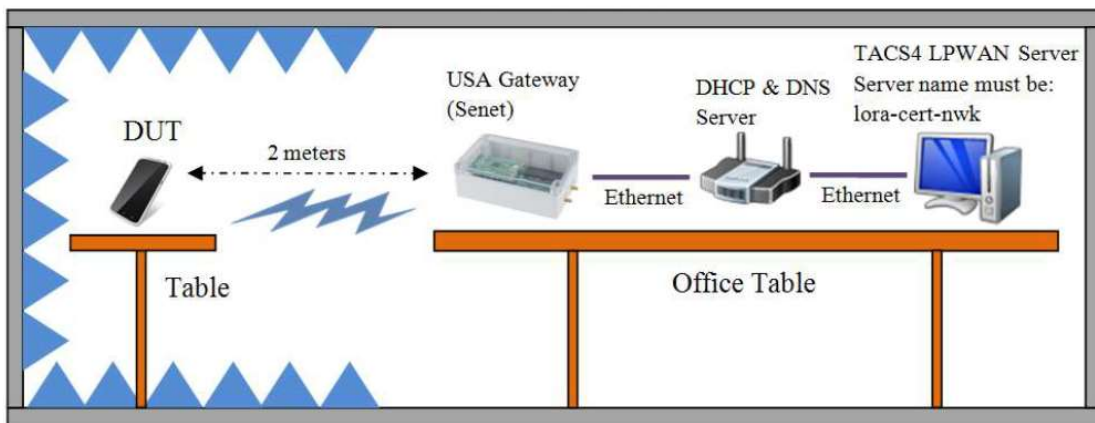 TACS4 LPWAN Server
Server name must be:
lora-cert-nwk
USA Gateway
(Senet)
DHCP & DNS
Server
DUT
2 meters
Ethernet
Ethernet
Table
Office Table